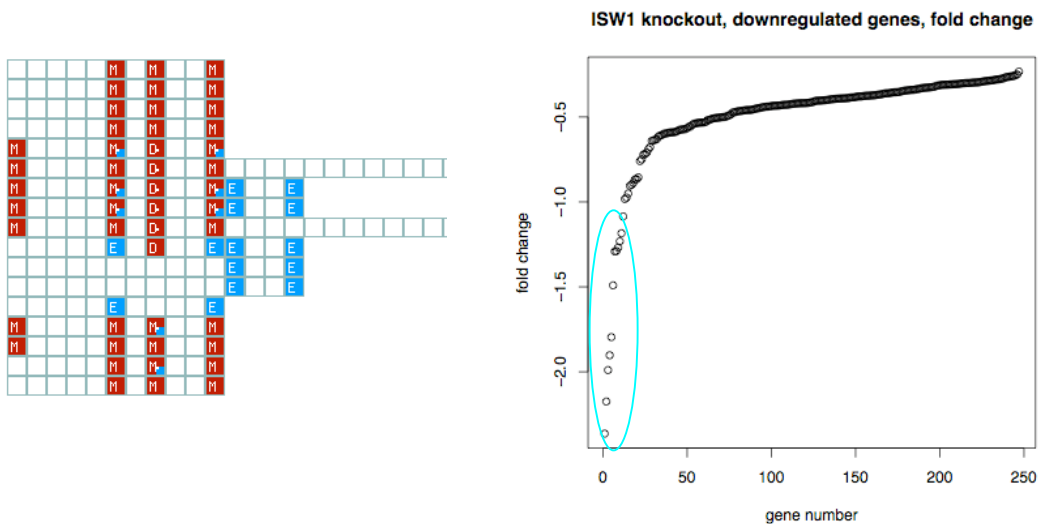 M M M
M M M
M M M
M M M
M M D M
M M D M
M M D M E E
M M D M E E
M M D M
E D E E E
E E
E E
E E
M M M M
M M M M
M M M
M M M
ISW1 knockout, downregulated genes, fold change
fold change
-0.5
-1.0
-1.5
-2.0
0 50 100 150 200 250
gene number